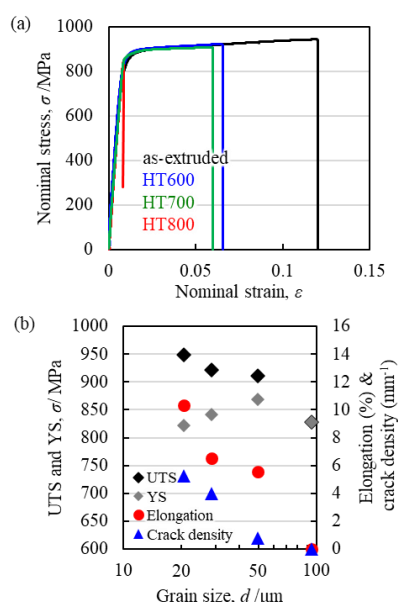 (a)
1000
800
600
400
200
0
Nominal stress, σ/MPa
as-extruded
HT600
HT700
HT800
0
0.05
0.1
0.15
Nominal strain, ε
(b)
1000
950
900
850
800
750
700
650
600
UTS and YS, σ/ MPa
16
14
12
10
8
6
4
2
0
Elongation (%) &
crack density (mm⁻¹)
UTS
YS
Elongation
Crack density
10
20
50
100
Grain size, d /um